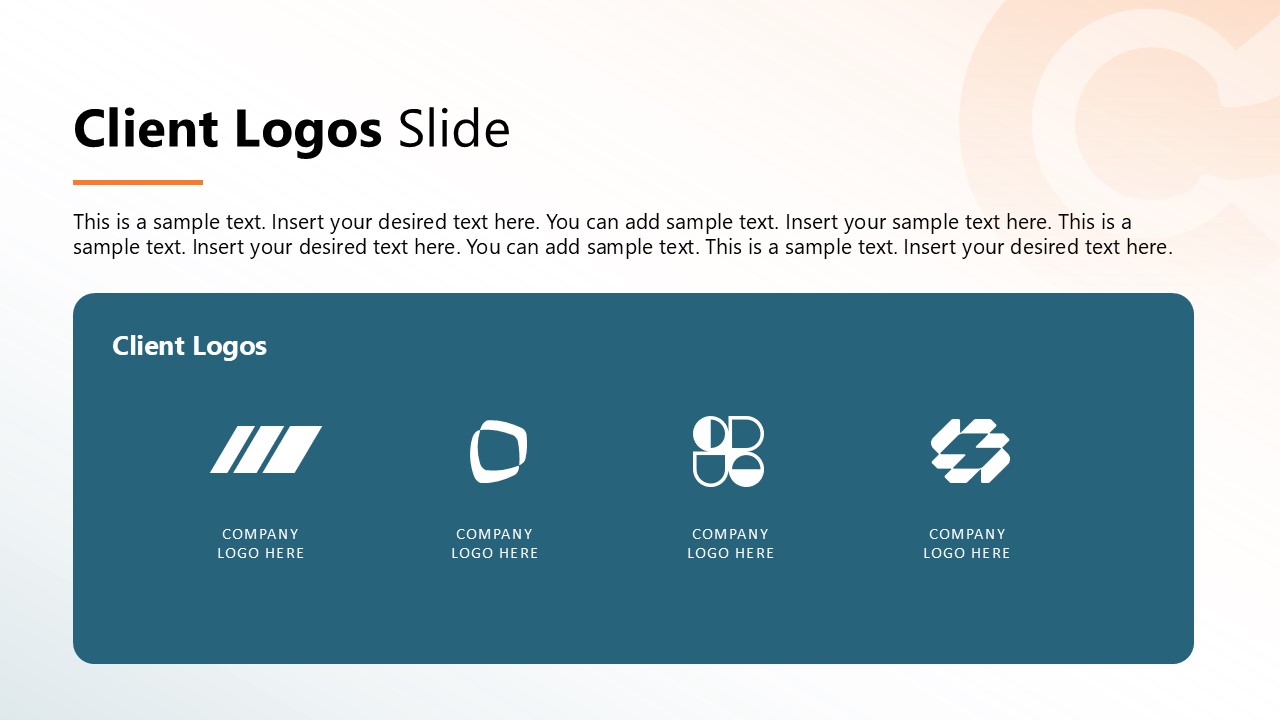 Client Logos Slide
This is a sample text. Insert your desired text here. You can add sample text. Insert your sample text here. This is a
sample text. Insert your desired text here. You can add sample text. This is a sample text. Insert your desired text here.
Client Logos
COMPANY
LOGO HERE
COMPANY
LOGO HERE
COMPANY
LOGO HERE
COMPANY
LOGO HERE